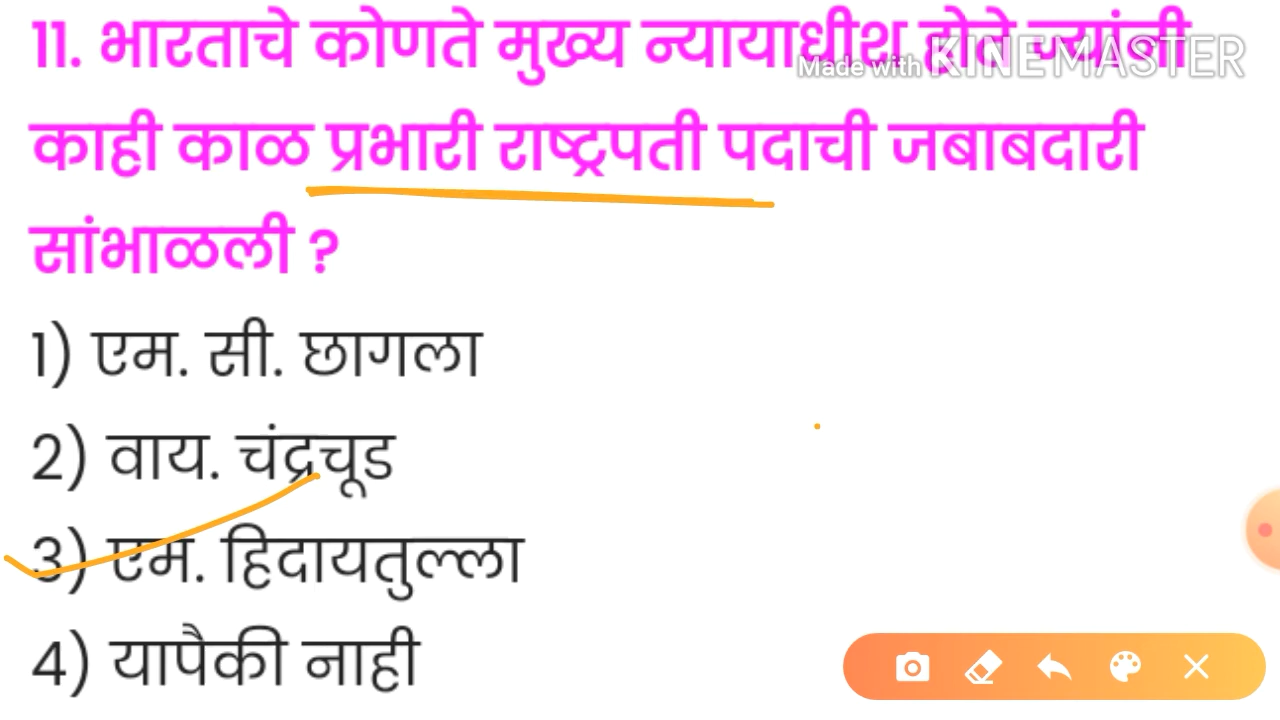 11. भारताचे कोणते मुख्य न्यायाधीश होते ज्यांनी
Made with KINEMASTER
काही काळ प्रभारी राष्ट्रपती पदाची जबाबदारी
सांभाळली ?
1) एम. सी. छागला
2) वाय. चंद्रचूड
3) एम. हिदायतुल्ला
4) यापैकी नाही